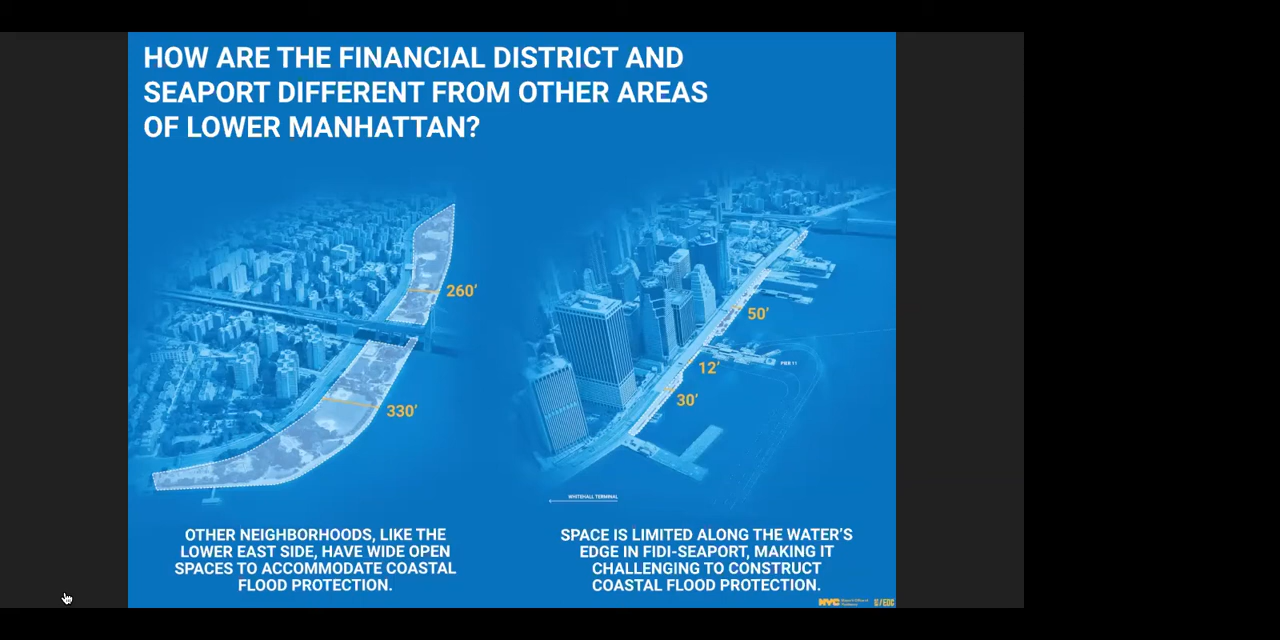 HOW ARE THE FINANCIAL DISTRICT AND
SEAPORT DIFFERENT FROM OTHER AREAS
OF LOWER MANHATTAN?
260'
330'
50'
12'
30'
PIER 11
WHITEHALL TERMINAL
OTHER NEIGHBORHOODS, LIKE THE
LOWER EAST SIDE, HAVE WIDE OPEN
SPACES TO ACCOMMODATE COASTAL
FLOOD PROTECTION.
SPACE IS LIMITED ALONG THE WATER'S
EDGE IN FIDI-SEAPORT, MAKING IT
CHALLENGING TO CONSTRUCT
COASTAL FLOOD PROTECTION.
NYC
EDC